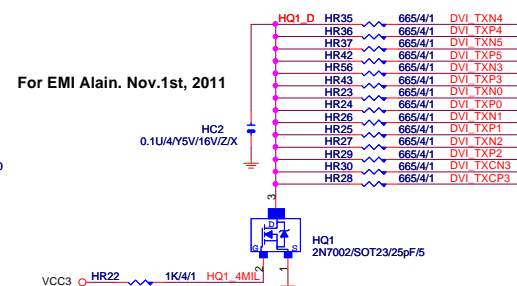 HQ1_D HR35 665/4/1 DVI_TXN4
HR36 665/4/1 DVI_TXP4
HR37 665/4/1 DVI_TXN5
HR42 665/4/1 DVI_TXP5
HR56 665/4/1 DVI_TXN3
HR43 665/4/1 DVI_TXP3
HR23 665/4/1 DVI_TXN0
HR24 665/4/1 DVI_TXP0
HR26 665/4/1 DVI_TXN1
HR25 665/4/1 DVI_TXP1
HR27 665/4/1 DVI_TXN2
HR29 665/4/1 DVI_TXP2
HR30 665/4/1 DVI_TXCN3
HR28 665/4/1 DVI_TXCP3
For EMI Alain. Nov.1st, 2011
HC2
0.1U/4/Y5V/16V/Z/X
3
D
G S
HQ1
2N7002/SOT23/25pF/5
2 1
VCC3 HR22 1K/4/1 HQ1_4MIL